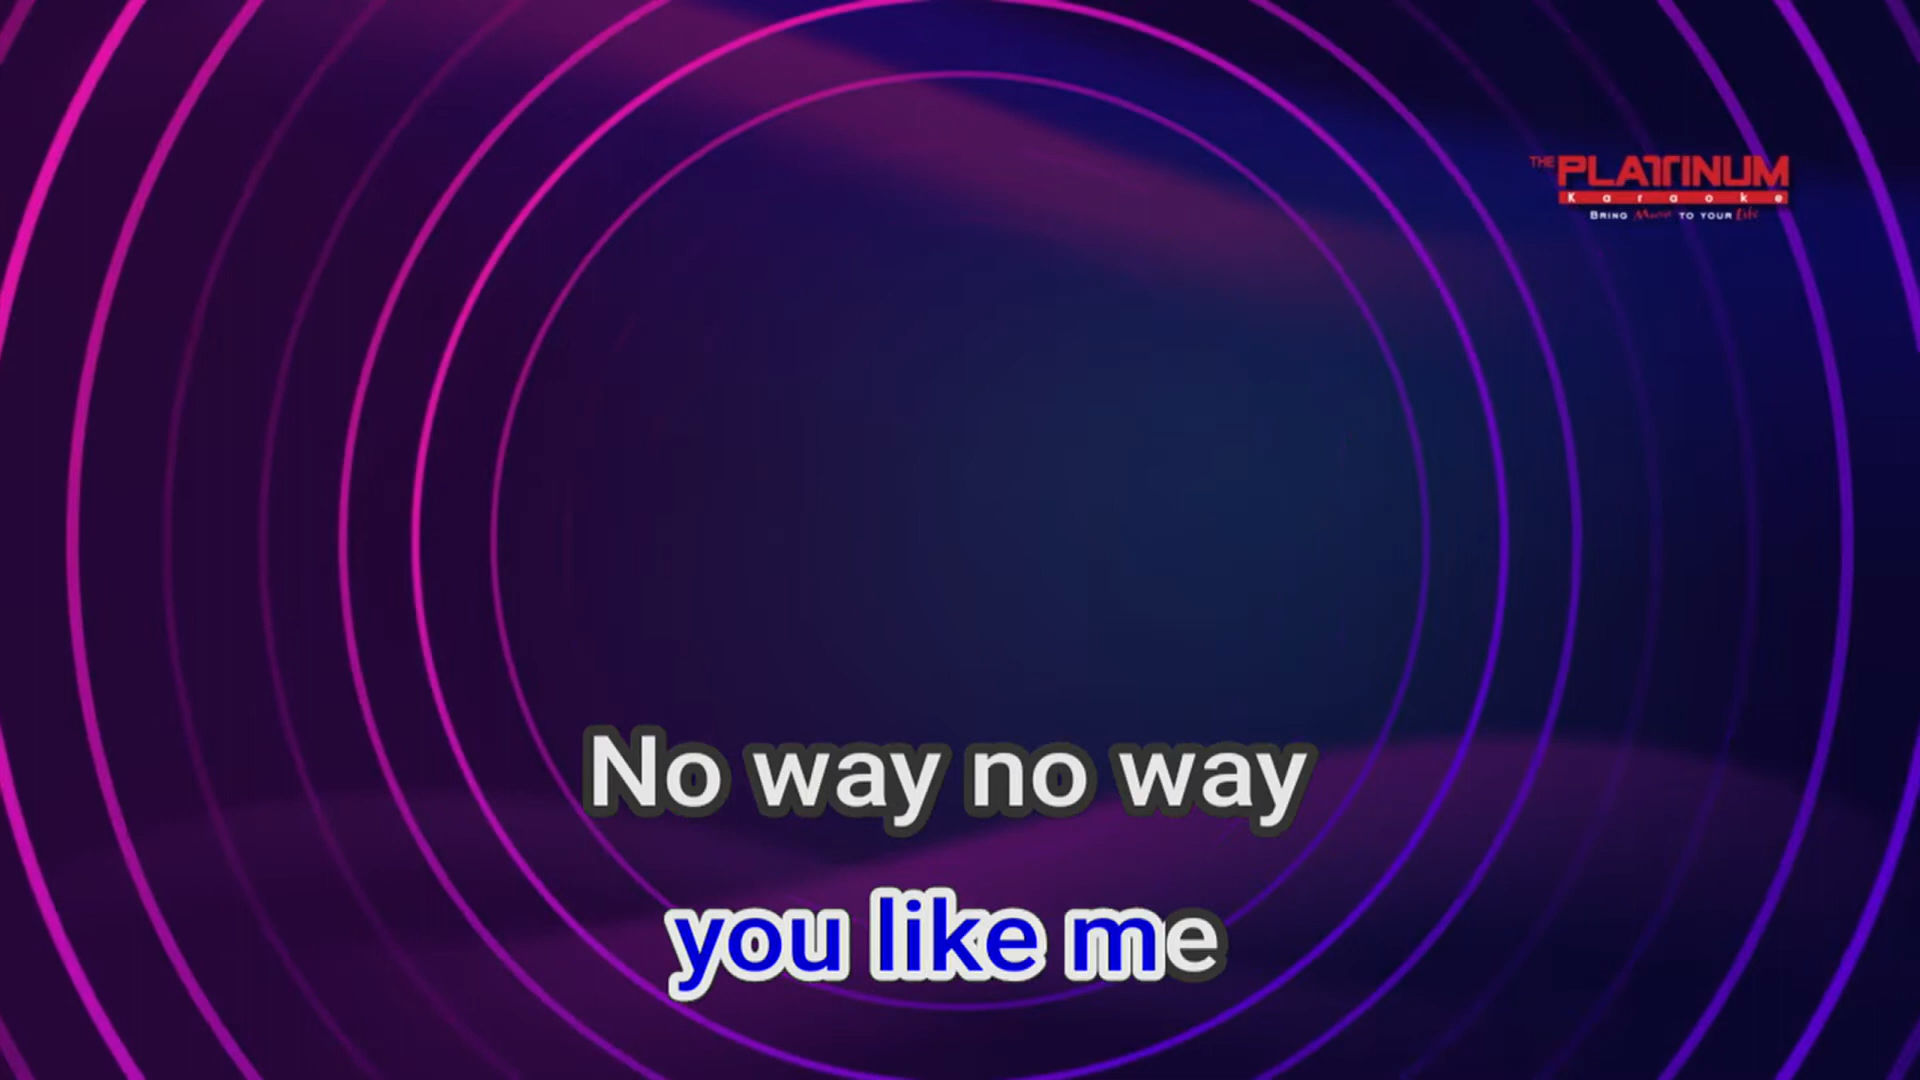 THE PLATINUM
Karaoke
BRING Music TO YOUR Life
No way no way
you like me